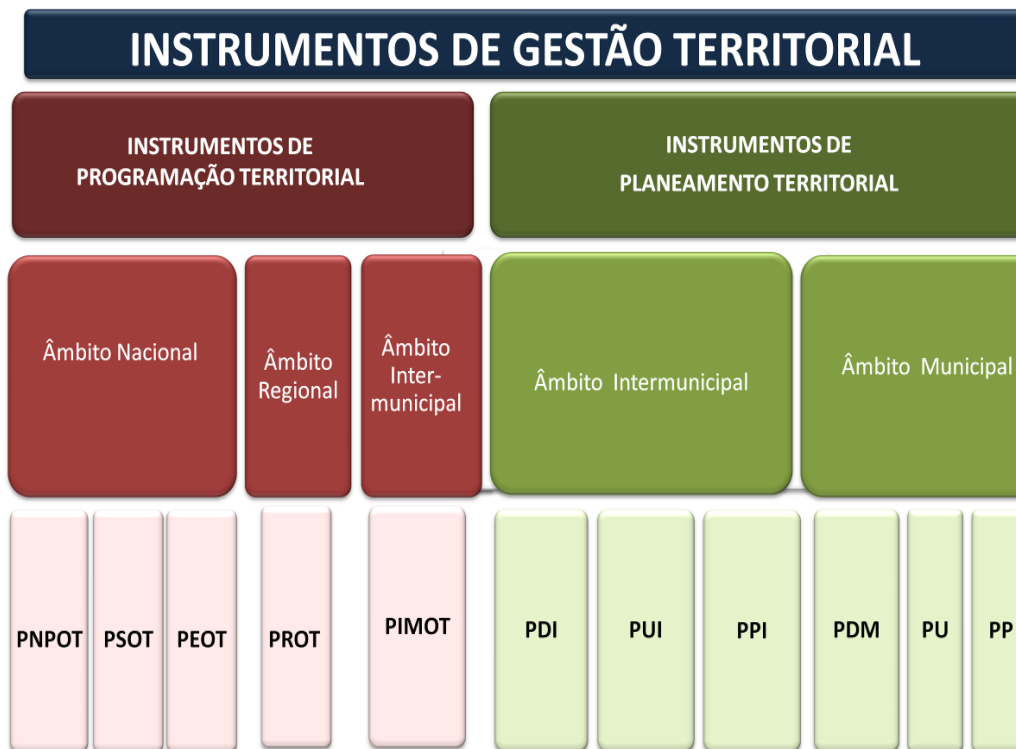 INSTRUMENTOS DE GESTÃO TERRITORIAL
INSTRUMENTOS DE
PROGRAMAÇÃO TERRITORIAL
INSTRUMENTOS DE
PLANEAMENTO TERRITORIAL
Âmbito Nacional
Âmbito
Regional
Âmbito
Inter-
municipal
Âmbito Intermunicipal
Âmbito Municipal
PNPOT
PSOT
PEOT
PROT
PIMOT
PDI
PUI
PPI
PDM
PU
PP